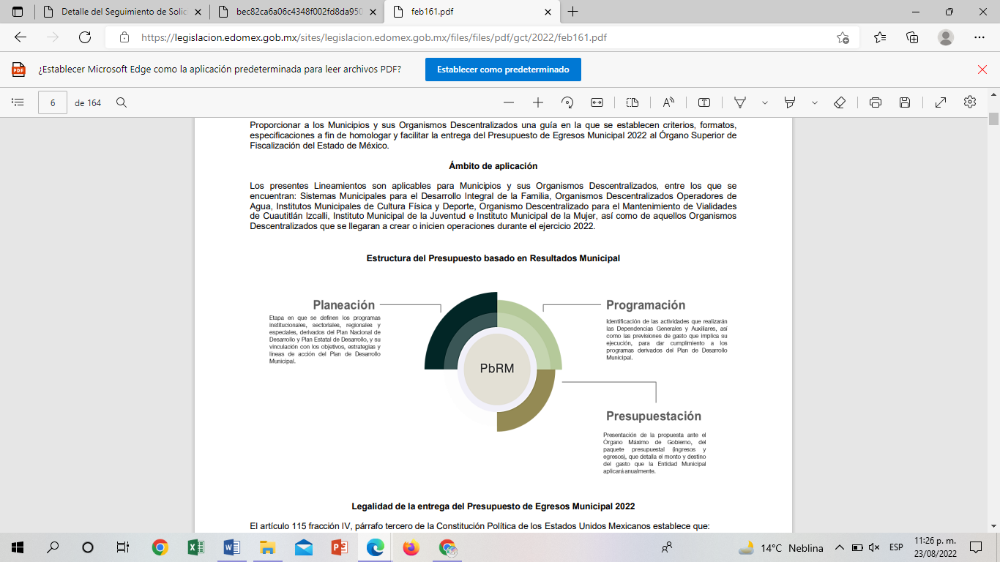 Detalle del Seguimiento de Solic
bec82ca6a06c4348f002fd8da950
feb161.pdf
https://legislacion.edomex.gob.mx/sites/legislacion.edomex.gob.mx/files/files/pdf/gct/2022/feb161.pdf
PDF
¿Establecer Microsoft Edge como la aplicación predeterminada para leer archivos PDF?
Establecer como predeterminado
6 de 164
Proporcionar a los Municipios y sus Organismos Descentralizados una guía en la que se establecen criterios, formatos,
especificaciones a fin de homologar y facilitar la entrega del Presupuesto de Egresos Municipal 2022 al Órgano Superior de
Fiscalización del Estado de México.
Ámbito de aplicación
Los presentes Lineamientos son aplicables para Municipios y sus Organismos Descentralizados, entre los que se
encuentran: Sistemas Municipales para el Desarrollo Integral de la Familia, Organismos Descentralizados Operadores de
Agua, Institutos Municipales de Cultura Física y Deporte, Organismo Descentralizado para el Mantenimiento de Vialidades
de Cuautitlán Izcalli, Instituto Municipal de la Juventud e Instituto Municipal de la Mujer, así como de aquellos Organismos
Descentralizados que se llegaran a crear o inicien operaciones durante el ejercicio 2022.
Estructura del Presupuesto basado en Resultados Municipal
Planeación
Etapa en que se definen los programas
institucionales, sectoriales, regionales y
especiales, derivados del Plan Nacional de
Desarrollo y Plan Estatal de Desarrollo, y su
vinculación con los objetivos, estrategias y
líneas de acción del Plan de Desarrollo
Municipal.
PbRM
Programación
Identificación de las actividades que realizarán
las Dependencias Generales y Auxiliares, así
como las previsiones de gasto que implica su
ejecución, para dar cumplimiento a los
programas derivados del Plan de Desarrollo
Municipal.
Presupuestación
Presentación de la propuesta ante el
Órgano Máximo de Gobierno, del
paquete presupuestal (ingresos y
egresos), que detalla el monto y destino
del gasto que la Entidad Municipal
aplicará anualmente.
Legalidad de la entrega del Presupuesto de Egresos Municipal 2022
El artículo 115 fracción IV, párrafo tercero de la Constitución Política de los Estados Unidos Mexicanos establece que:
14°C Neblina
ESP
11:26 p. m.
23/08/2022